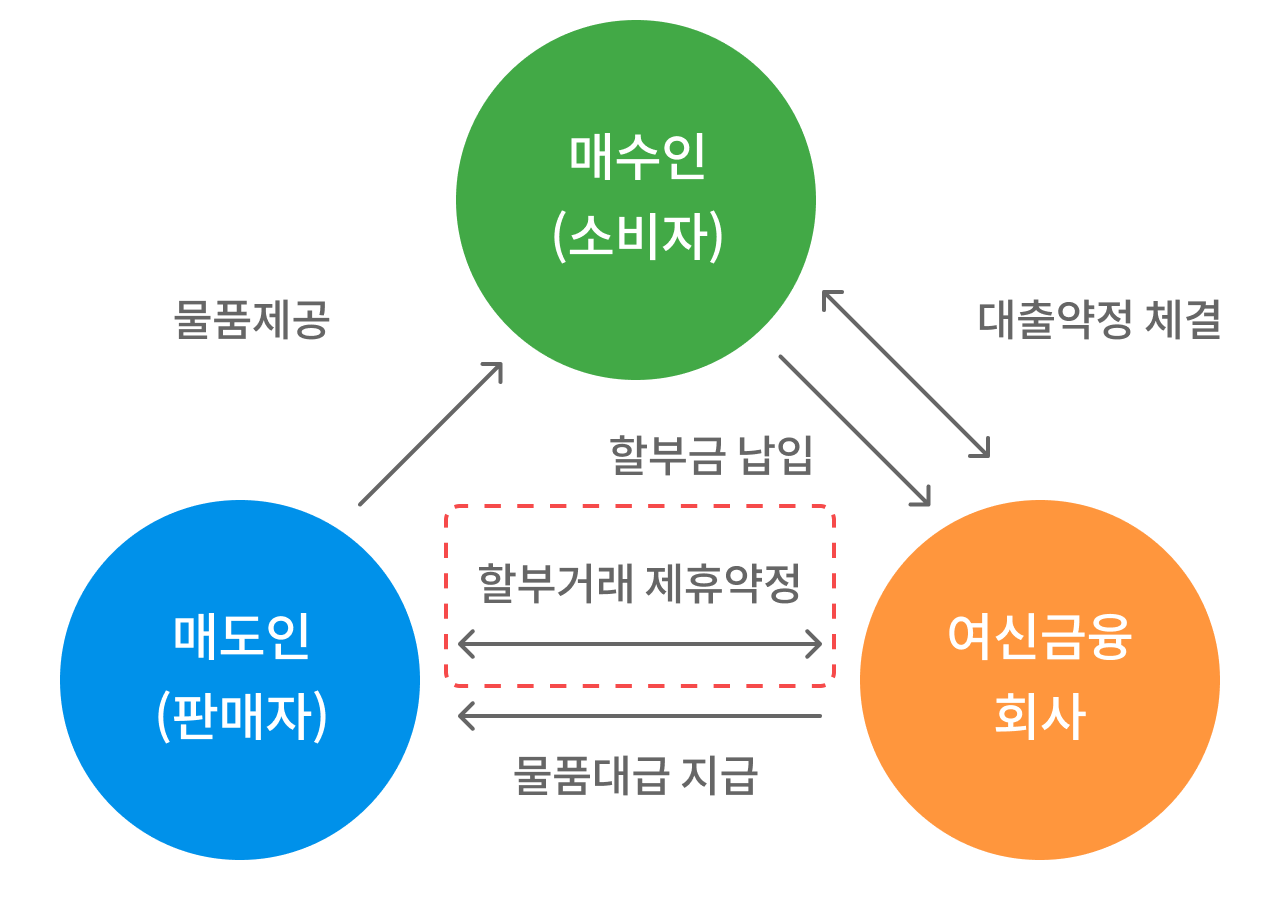 매수인
(소비자)
물품제공
대출약정 체결
할부금 납입
할부거래 제휴약정
매도인
(판매자)
여신금융
회사
물품대급 지급